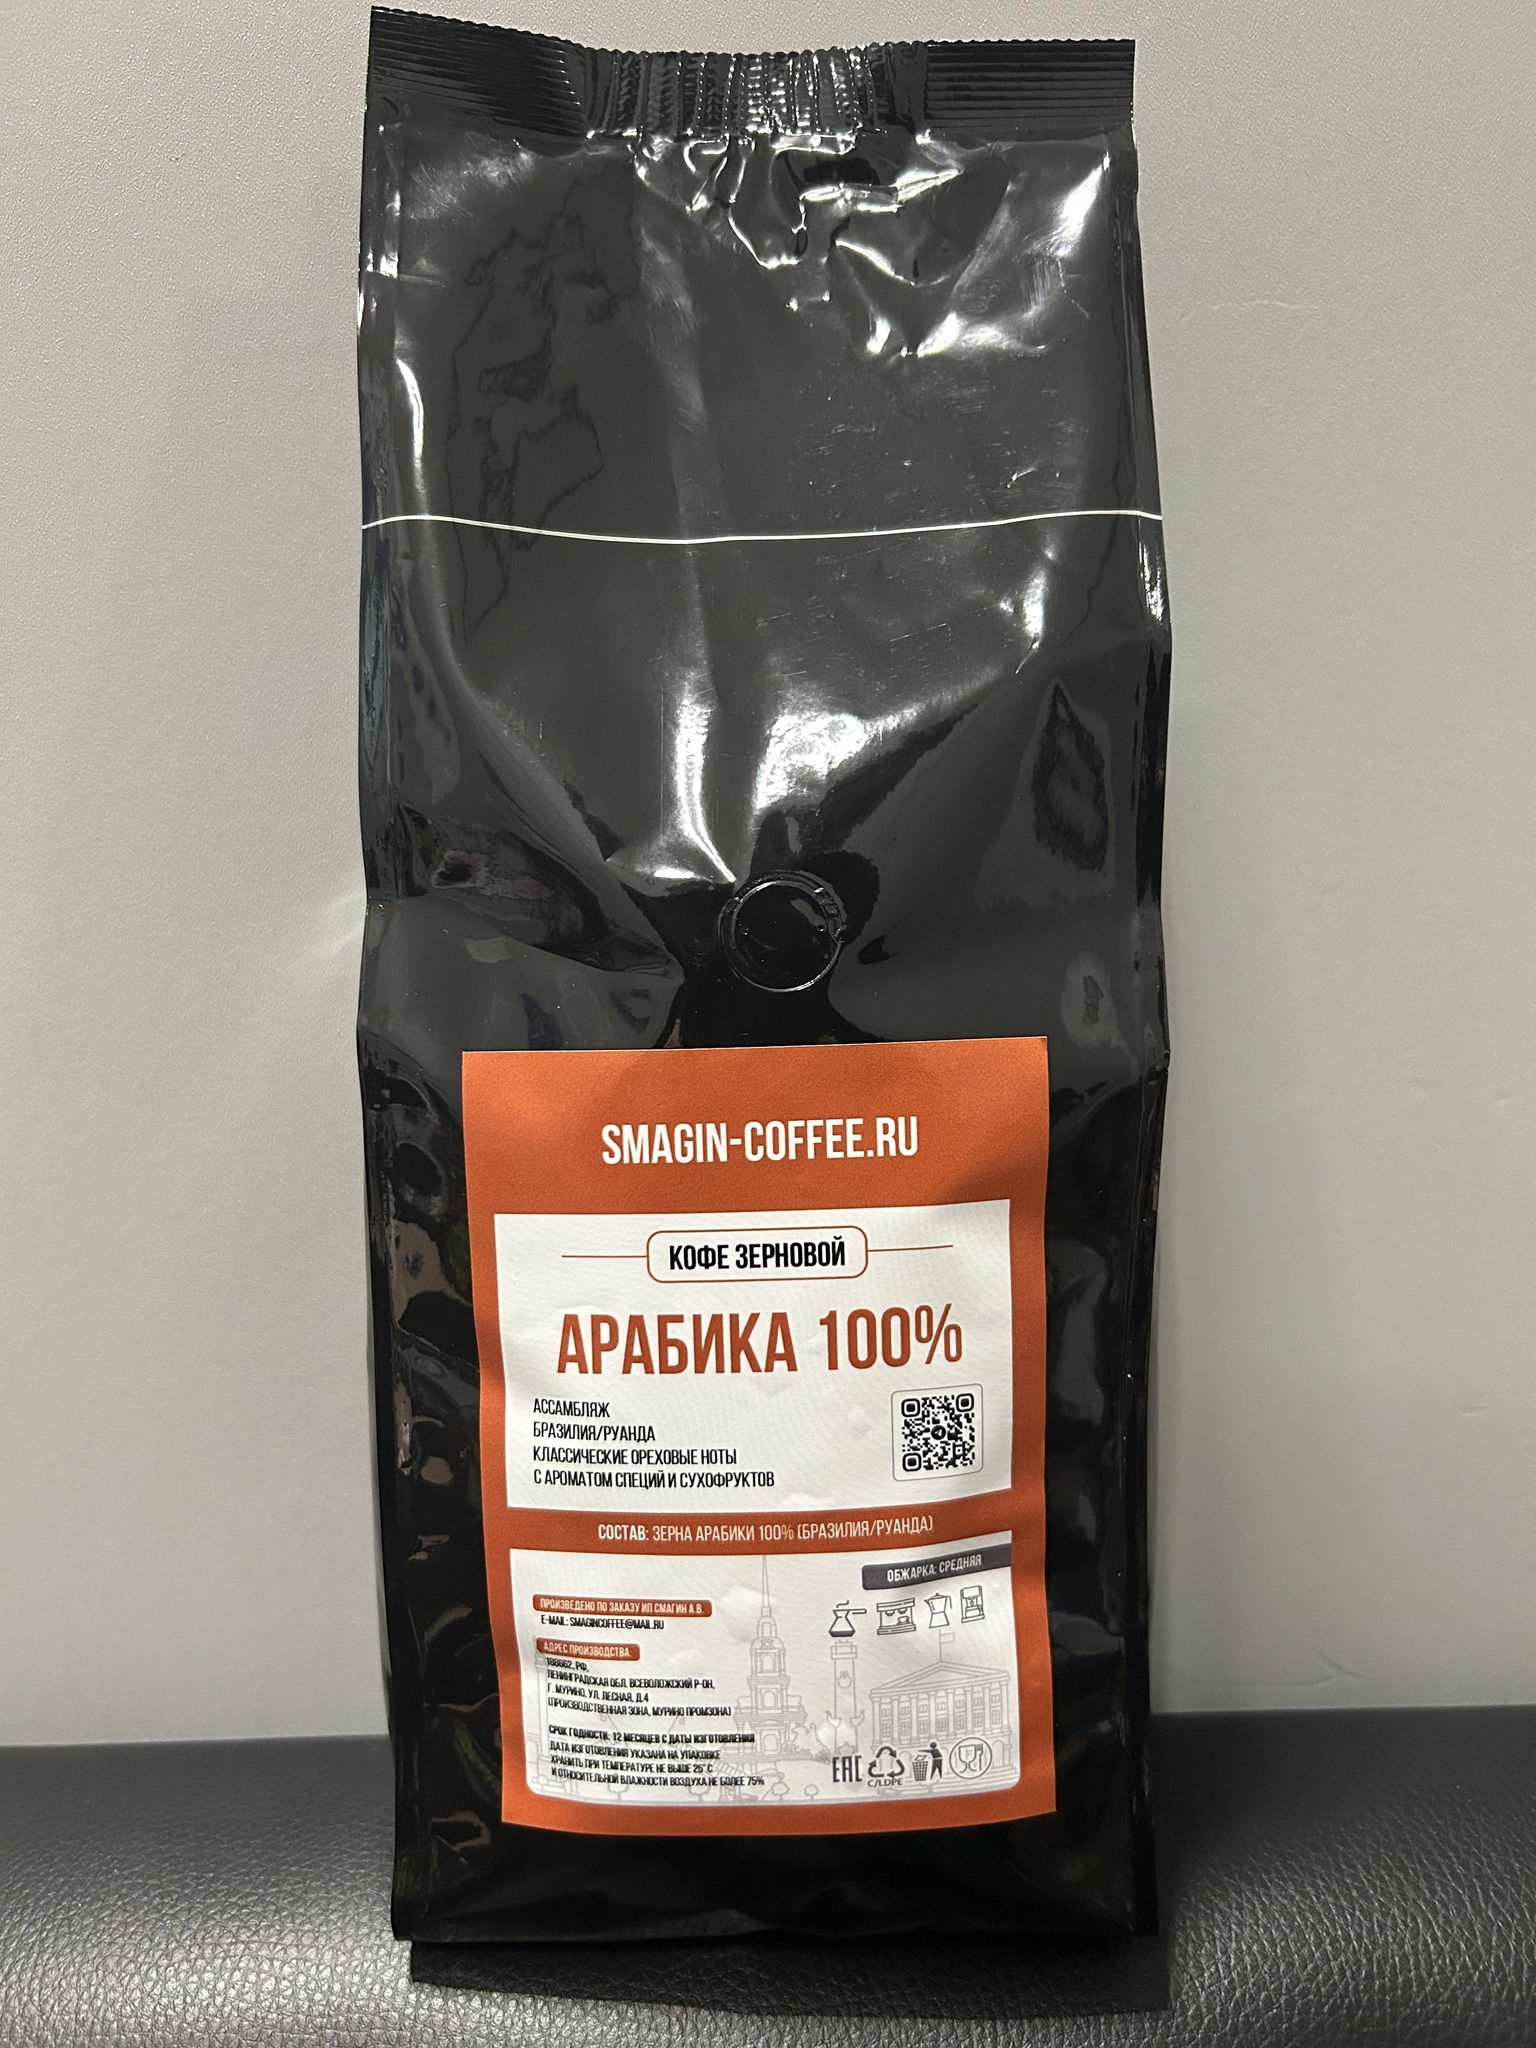 SMAGIN-COFFEE.RU
КОФЕ ЗЕРНОВОЙ
АРАБИКА 100%
АССАМБЛЯЖ
БРАЗИЛИЯ/РУАНДА
КЛАССИЧЕСКИЕ ОРЕХОВЫЕ НОТЫ
С АРОМАТОМ СПЕЦИЙ И СУХОФРУКТОВ
СОСТАВ: ЗЕРНА АРАБИКИ 100% (БРАЗИЛИЯ/РУАНДА)
ОБЖАРКА: СРЕДНЯЯ
ПРОИЗВЕДЕНО ПО ЗАКАЗУ ИП СМАГИН А.В.
E-MAIL: SMAGINCOFFEE@MAIL.RU
АДРЕС ПРОИЗВОДСТВА:
188662, РФ,
ЛЕНИНГРАДСКАЯ ОБЛ. ВСЕВОЛОЖСКИЙ Р-ОН,
Г. МУРИНО, УЛ. ЛЕСНАЯ, Д.4
(ПРОИЗВОДСТВЕННАЯ ЗОНА, МУРИНО ПРОМЗОНА)
СРОК ГОДНОСТИ: 12 МЕСЯЦЕВ С ДАТЫ ИЗГОТОВЛЕНИЯ
ДАТА ИЗГОТОВЛЕНИЯ УКАЗАНА НА УПАКОВКЕ
ХРАНИТЬ ПРИ ТЕМПЕРАТУРЕ НЕ ВЫШЕ 25° С
И ОТНОСИТЕЛЬНОЙ ВЛАЖНОСТИ ВОЗДУХА НЕ БОЛЕЕ 75%
EAC
C/LDPE